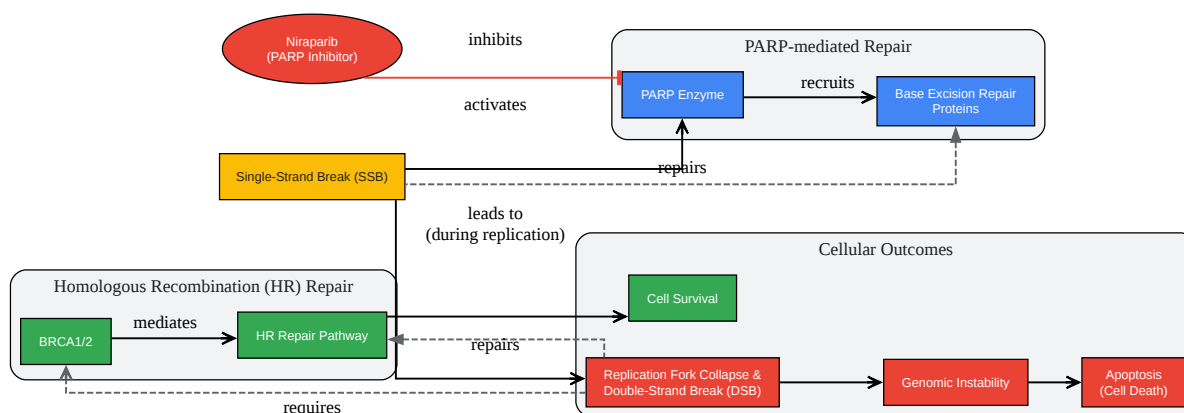 Niraparib
(PARP Inhibitor)
inhibits
PARP-mediated Repair
activates
PARP Enzyme
recruits
Base Excision Repair
Proteins
Single-Strand Break (SSB)
repairs
leads to
(during replication)
Cellular Outcomes
Homologous Recombination (HR) Repair
Cell Survival
BRCA1/2
mediates
HR Repair Pathway
repairs
Replication Fork Collapse &
Double-Strand Break (DSB)
Genomic Instability
Apoptosis
(Cell Death)
requires